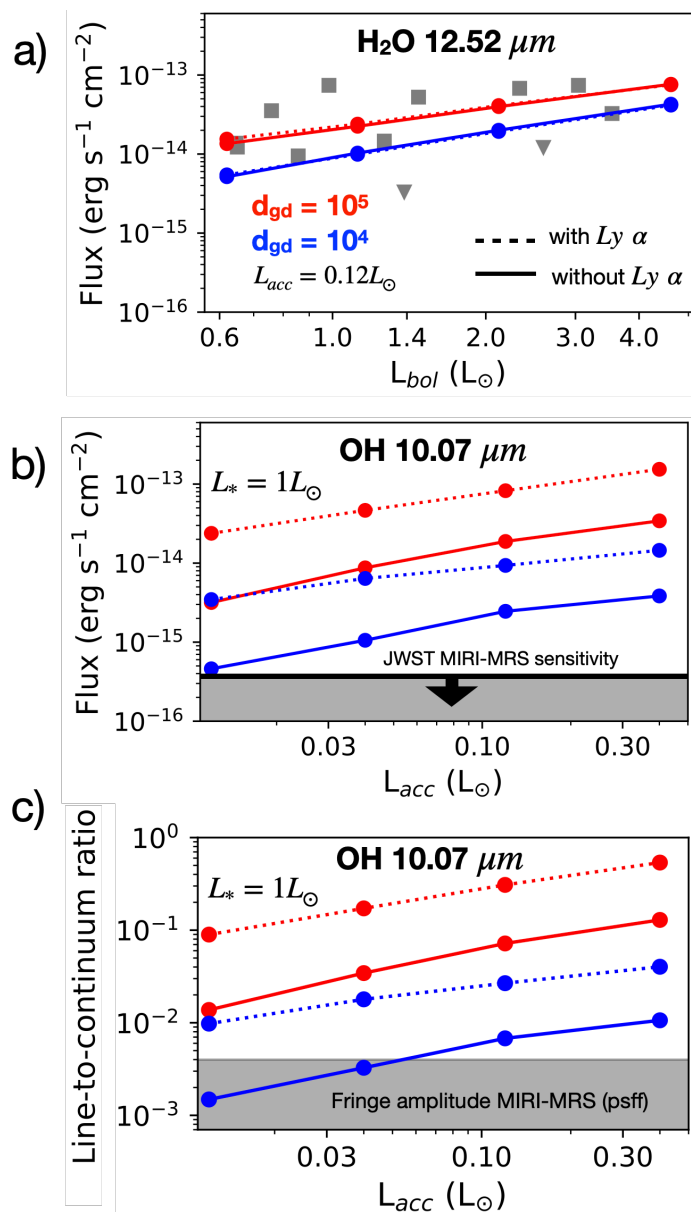 a)
H₂O 12.52 μm
Flux (erg s⁻¹ cm⁻²)
10⁻¹³
10⁻¹⁴
10⁻¹⁵
10⁻¹⁶
d_gd = 10⁵
d_gd = 10⁴
L_acc = 0.12L_⊙
with Ly α
without Ly α
0.6 1.0 1.4 2.0 3.0 4.0
L_bol (L_⊙)
b)
OH 10.07 μm
L_* = 1L_⊙
Flux (erg s⁻¹ cm⁻²)
10⁻¹³
10⁻¹⁴
10⁻¹⁵
10⁻¹⁶
JWST MIRI-MRS sensitivity
0.03 0.10 0.30
L_acc (L_⊙)
c)
OH 10.07 μm
L_* = 1L_⊙
Line-to-continuum ratio
10⁰
10⁻¹
10⁻²
10⁻³
Fringe amplitude MIRI-MRS (psff)
0.03 0.10 0.30
L_acc (L_⊙)